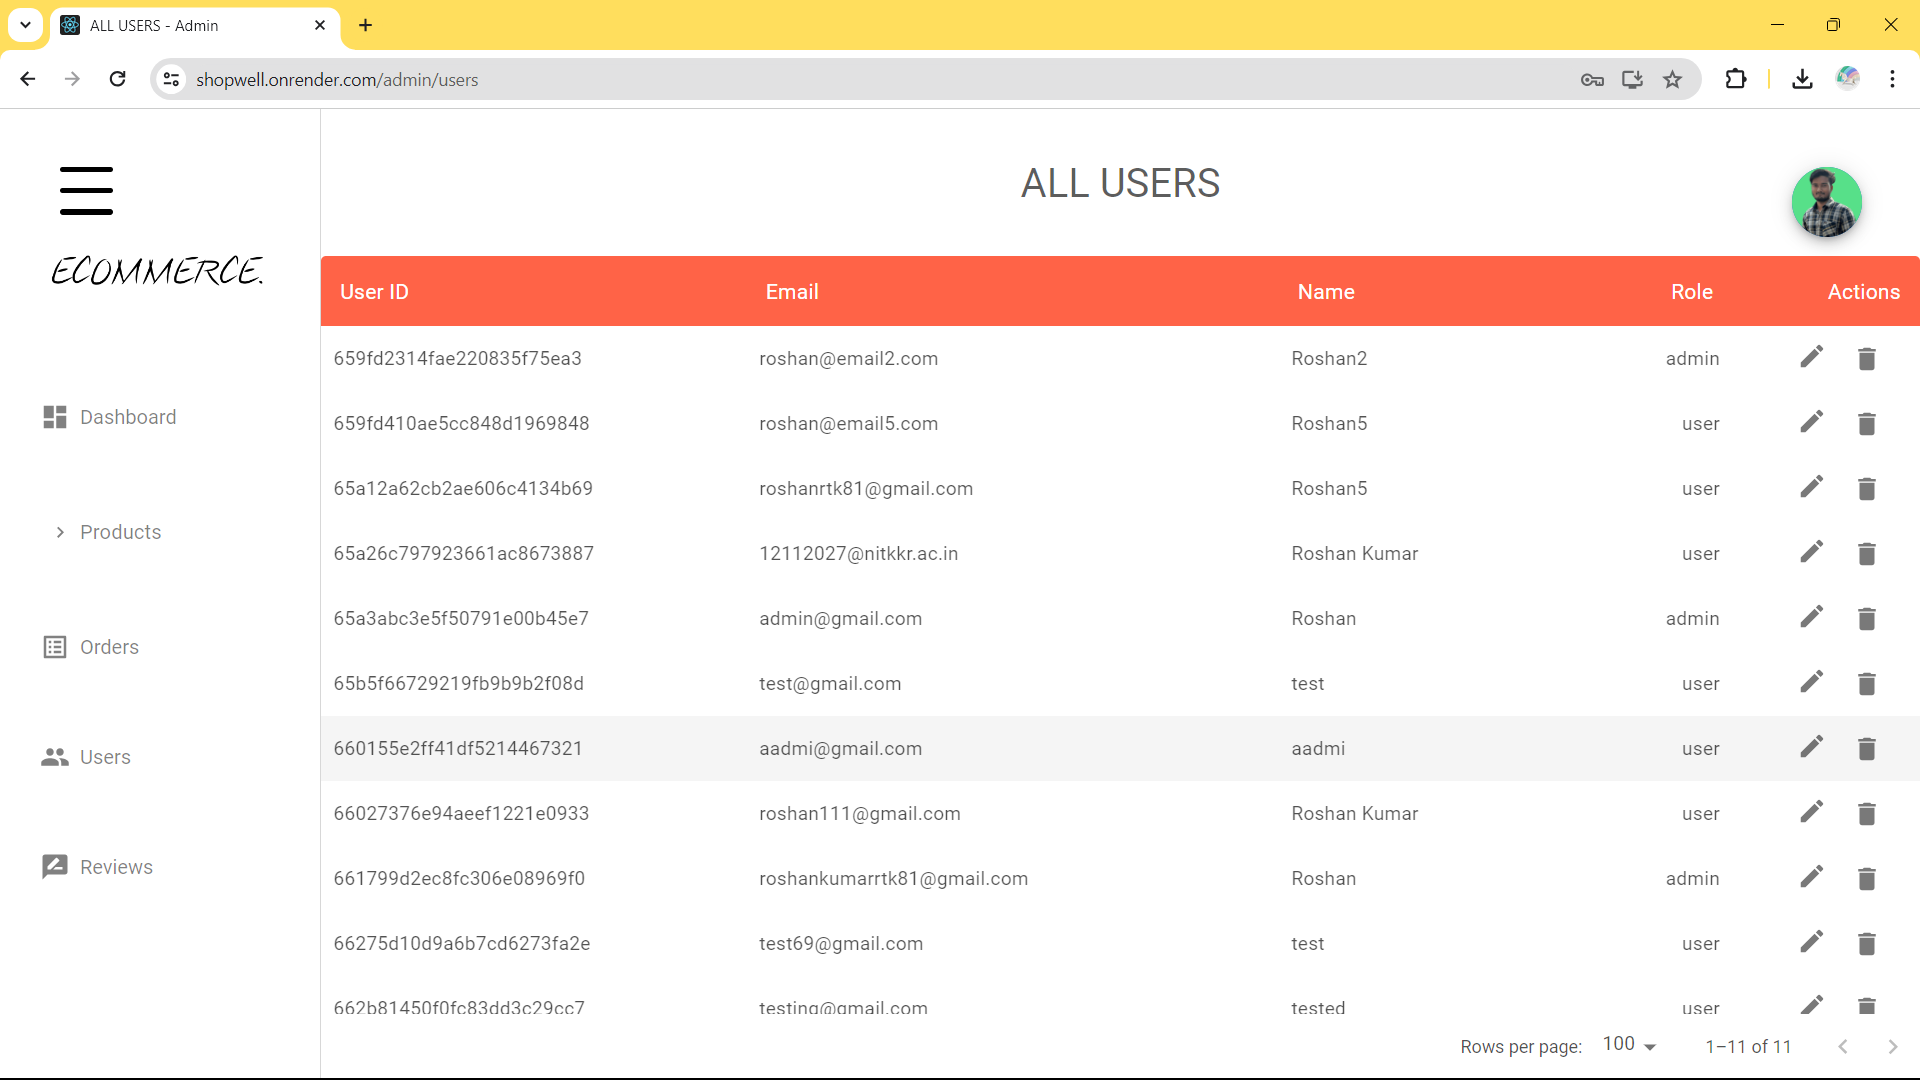 ALL USERS - Admin
shopwell.onrender.com/admin/users
ECOMMERCE.
Dashboard
Products
Orders
Users
Reviews
ALL USERS
User ID Email Name Role Actions
659fd2314fae220835f75ea3 roshan@email2.com Roshan2 admin
659fd410ae5cc848d1969848 roshan@email5.com Roshan5 user
65a12a62cb2ae606c4134b69 roshanrtk81@gmail.com Roshan5 user
65a26c797923661ac8673887 12112027@nitkkr.ac.in Roshan Kumar user
65a3abc3e5f50791e00b45e7 admin@gmail.com Roshan admin
65b5f66729219fb9b9b2f08d test@gmail.com test user
660155e2ff41df5214467321 aadmi@gmail.com aadmi user
66027376e94aeef1221e0933 roshan111@gmail.com Roshan Kumar user
661799d2ec8fc306e08969f0 roshankumarrtk81@gmail.com Roshan admin
66275d10d9a6b7cd6273fa2e test69@gmail.com test user
662b81450f0fc83dd3c29cc7 testing@gmail.com tested user
Rows per page: 100 1–11 of 11